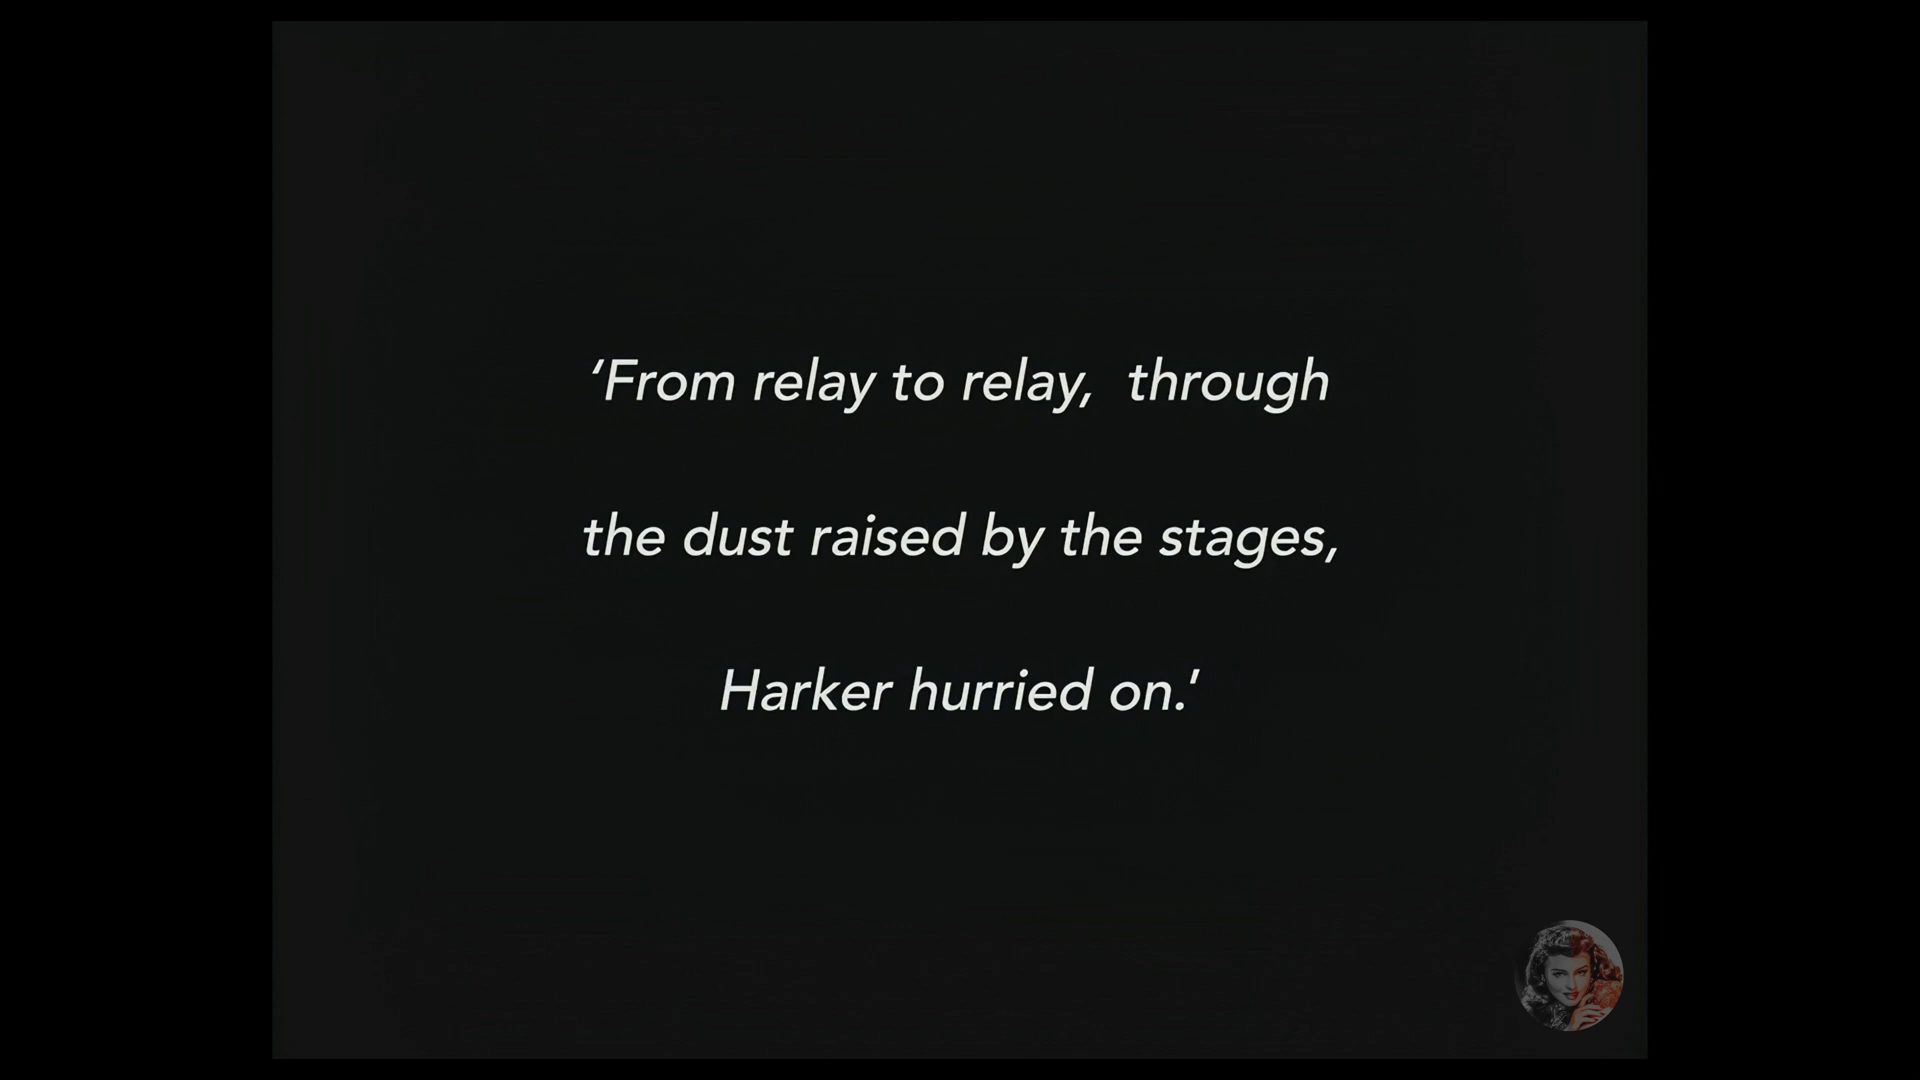 ‘From relay to relay,  through
the dust raised by the stages,
Harker hurried on.’